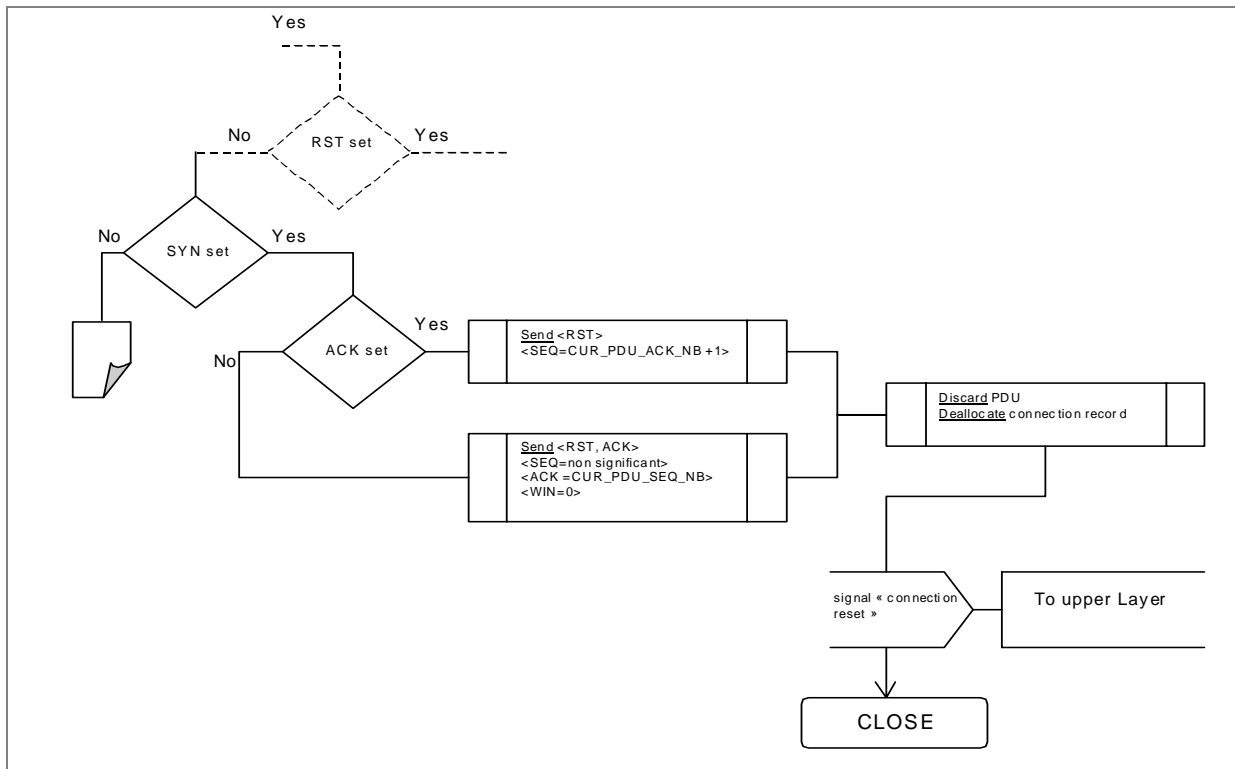 Yes
No
RST set
Yes
No
SYN set
Yes
No
ACK set
Yes
Send <RST>
<SEQ=CUR_PDU_ACK_NB +1>
Discard PDU
Deallocate connection record
Send <RST, ACK>
<SEQ=non significant>
<ACK =CUR_PDU_SEQ_NB>
<WIN=0>
signal « connection
reset »
To upper Layer
CLOSE